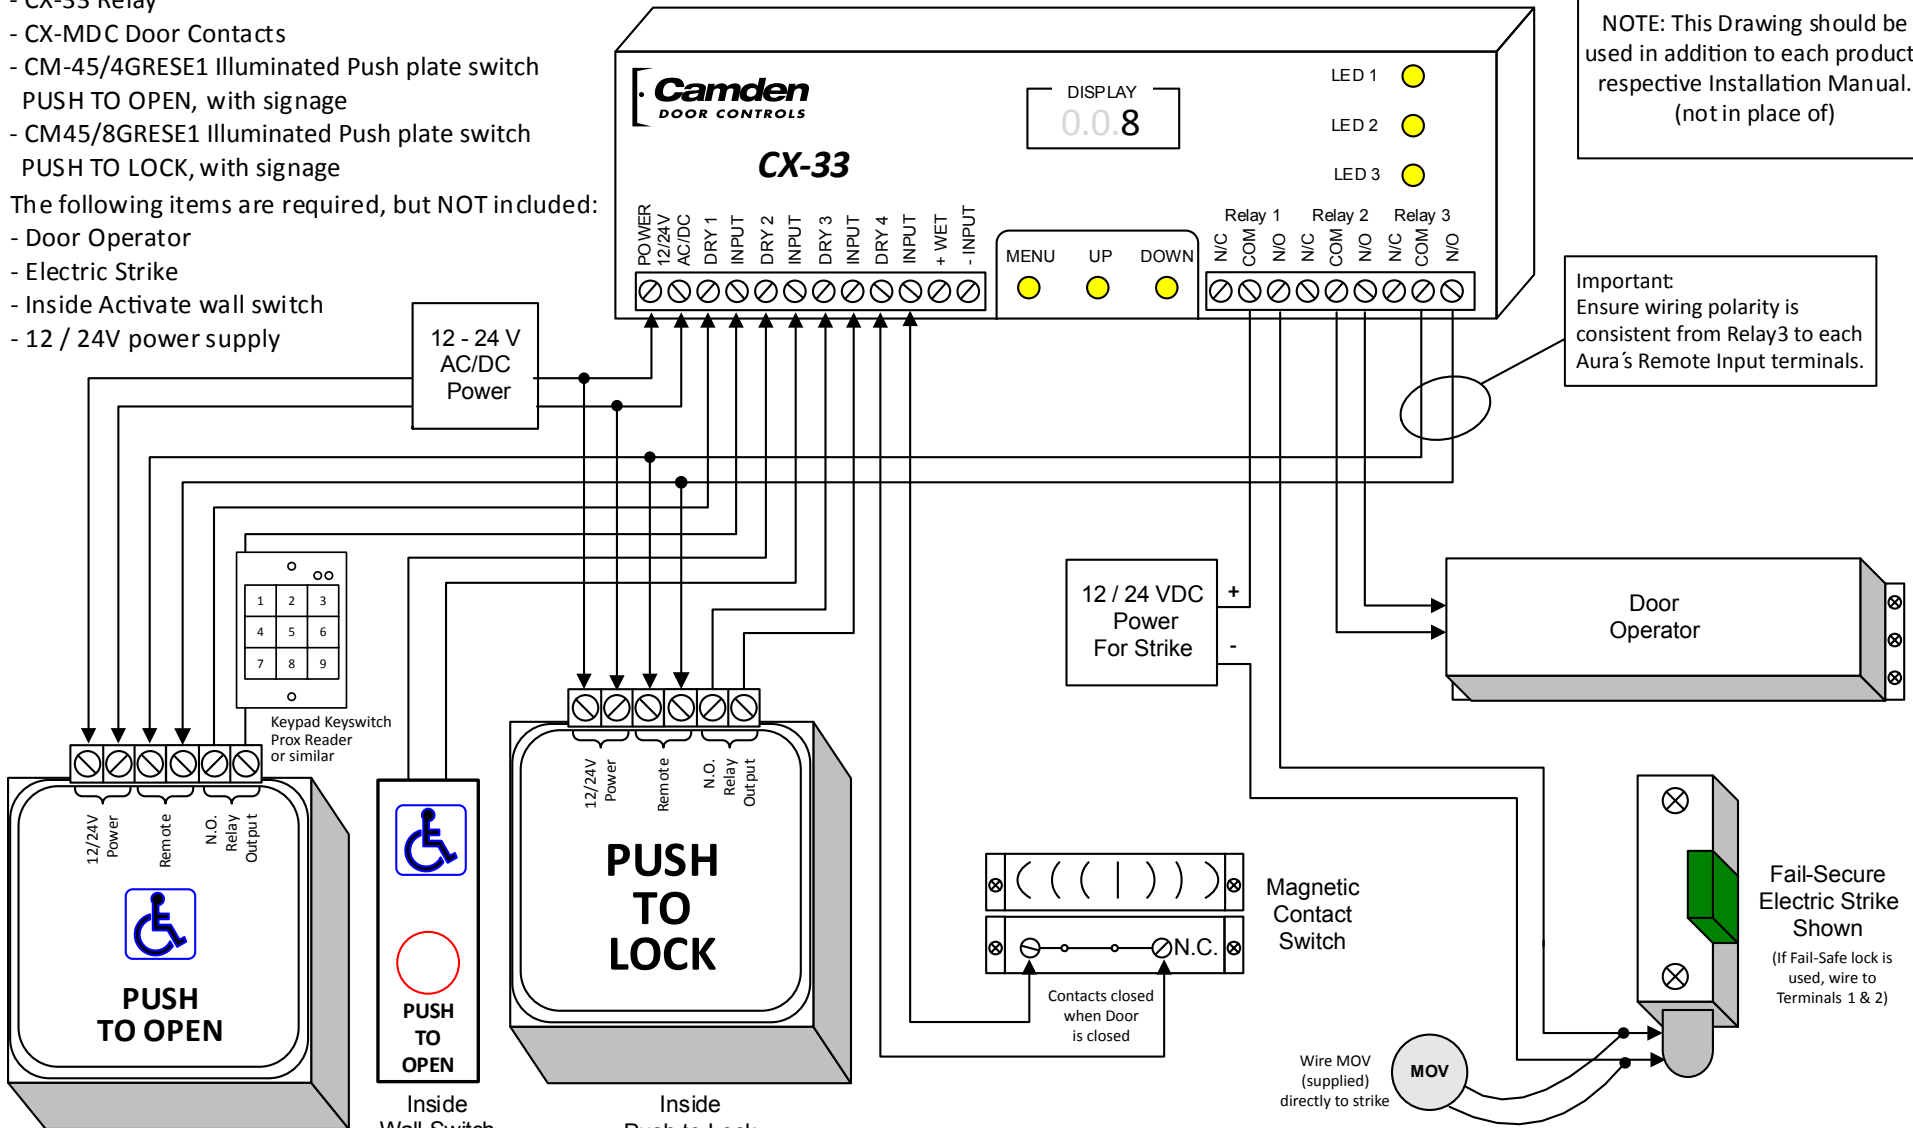 - CX-33 Relay
- CX-MDC Door Contacts
- CM-45/4GRESE1 Illuminated Push plate switch
PUSH TO OPEN, with signage
- CM45/8GRESE1 Illuminated Push plate switch
PUSH TO LOCK, with signage
The following items are required, but NOT included:
- Door Operator
- Electric Strike
- Inside Activate wall switch
- 12 / 24V power supply
Camden
DOOR CONTROLS
CX-33
DISPLAY
0.0.8
LED 1
LED 2
LED 3
NOTE: This Drawing should be
used in addition to each product
respective Installation Manual.
(not in place of)
POWER
12/24V
AC/DC
DRY 1
INPUT
DRY 2
INPUT
DRY 3
INPUT
DRY 4
INPUT
+ WET
- INPUT
MENU
UP
DOWN
Relay 1
Relay 2
Relay 3
N/C
COM
N/O
N/C
COM
N/O
N/C
COM
N/O
Important:
Ensure wiring polarity is
consistent from Relay3 to each
Aura´s Remote Input terminals.
12 - 24 V
AC/DC
Power
1 2 3
4 5 6
7 8 9
Keypad Keyswitch
Prox Reader
or similar
12 / 24 VDC
Power
For Strike
+
-
Door
Operator
12/24V
Power
Remote
N.O.
Relay
Output
PUSH
TO OPEN
PUSH
TO
OPEN
Inside
Wall Switch
12/24V
Power
Remote
N.O.
Relay
Output
PUSH
TO
LOCK
Inside
Push to Lock
N.C.
Magnetic
Contact
Switch
Contacts closed
when Door
is closed
Fail-Secure
Electric Strike
Shown
(If Fail-Safe lock is
used, wire to
Terminals 1 & 2)
Wire MOV
(supplied)
directly to strike
MOV